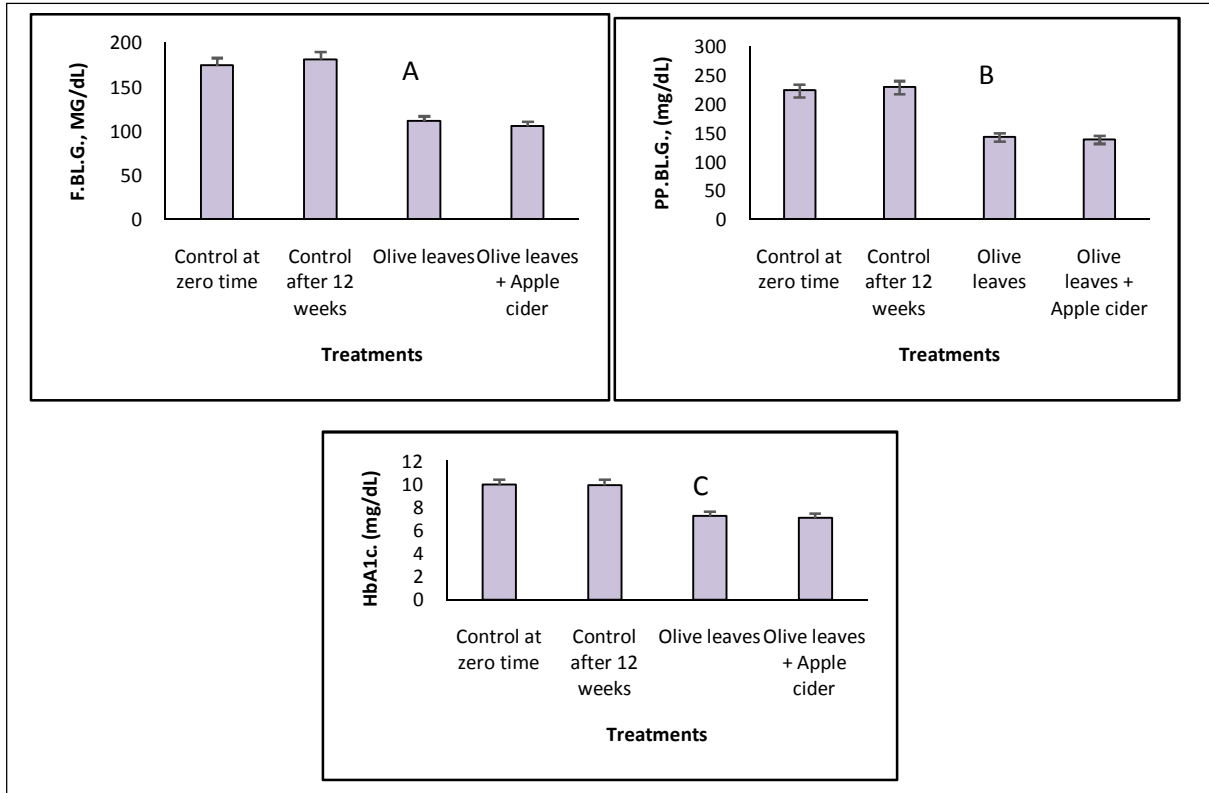 200
150
100
50
0
F.BL.G., MG/dL
A
Control at
zero time
Control
after 12
weeks
Olive leaves
Olive leaves
+ Apple
cider
Treatments
300
250
200
150
100
50
0
PP.BL.G., (mg/dL)
B
Control at
zero time
Control
after 12
weeks
Olive
leaves
Olive
leaves +
Apple cider
Treatments
12
10
8
6
4
2
0
HbA1c. (mg/dL)
C
Control at
zero time
Control
after 12
weeks
Olive leaves
Olive leaves
+ Apple
cider
Treatments